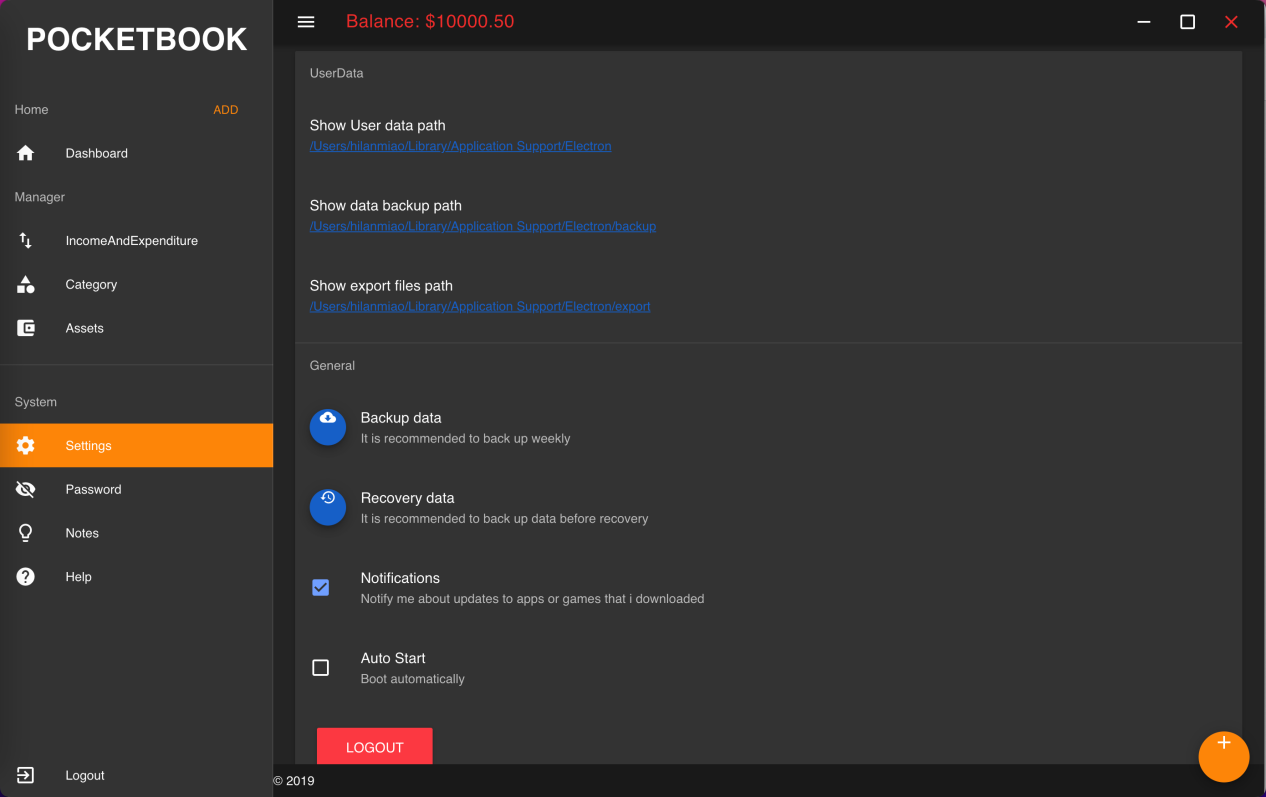 POCKETBOOK
Home
ADD
Dashboard
Manager
IncomeAndExpenditure
Category
Assets
System
Settings
Password
Notes
Help
Logout
Balance: $10000.50
UserData
Show User data path
/Users/hilanmiao/Library/Application Support/Electron
Show data backup path
/Users/hilanmiao/Library/Application Support/Electron/backup
Show export files path
/Users/hilanmiao/Library/Application Support/Electron/export
General
Backup data
It is recommended to back up weekly
Recovery data
It is recommended to back up data before recovery
Notifications
Notify me about updates to apps or games that i downloaded
Auto Start
Boot automatically
LOGOUT
© 2019